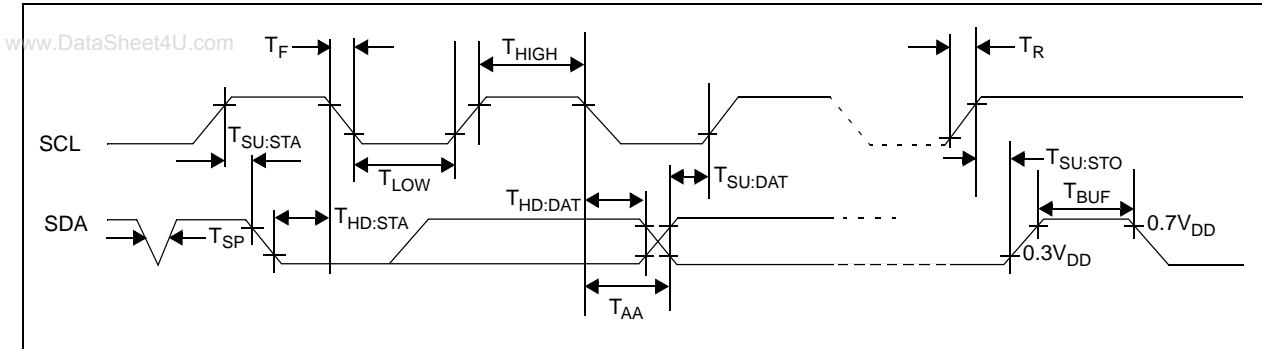 www.DataSheet4U.com
T_F
T_HIGH
T_R
SCL
T_SU:STA
T_LOW
T_SU:DAT
T_SU:STO
T_HD:DAT
T_BUF
SDA
T_SP
T_HD:STA
0.7V_DD
0.3V_DD
T_AA